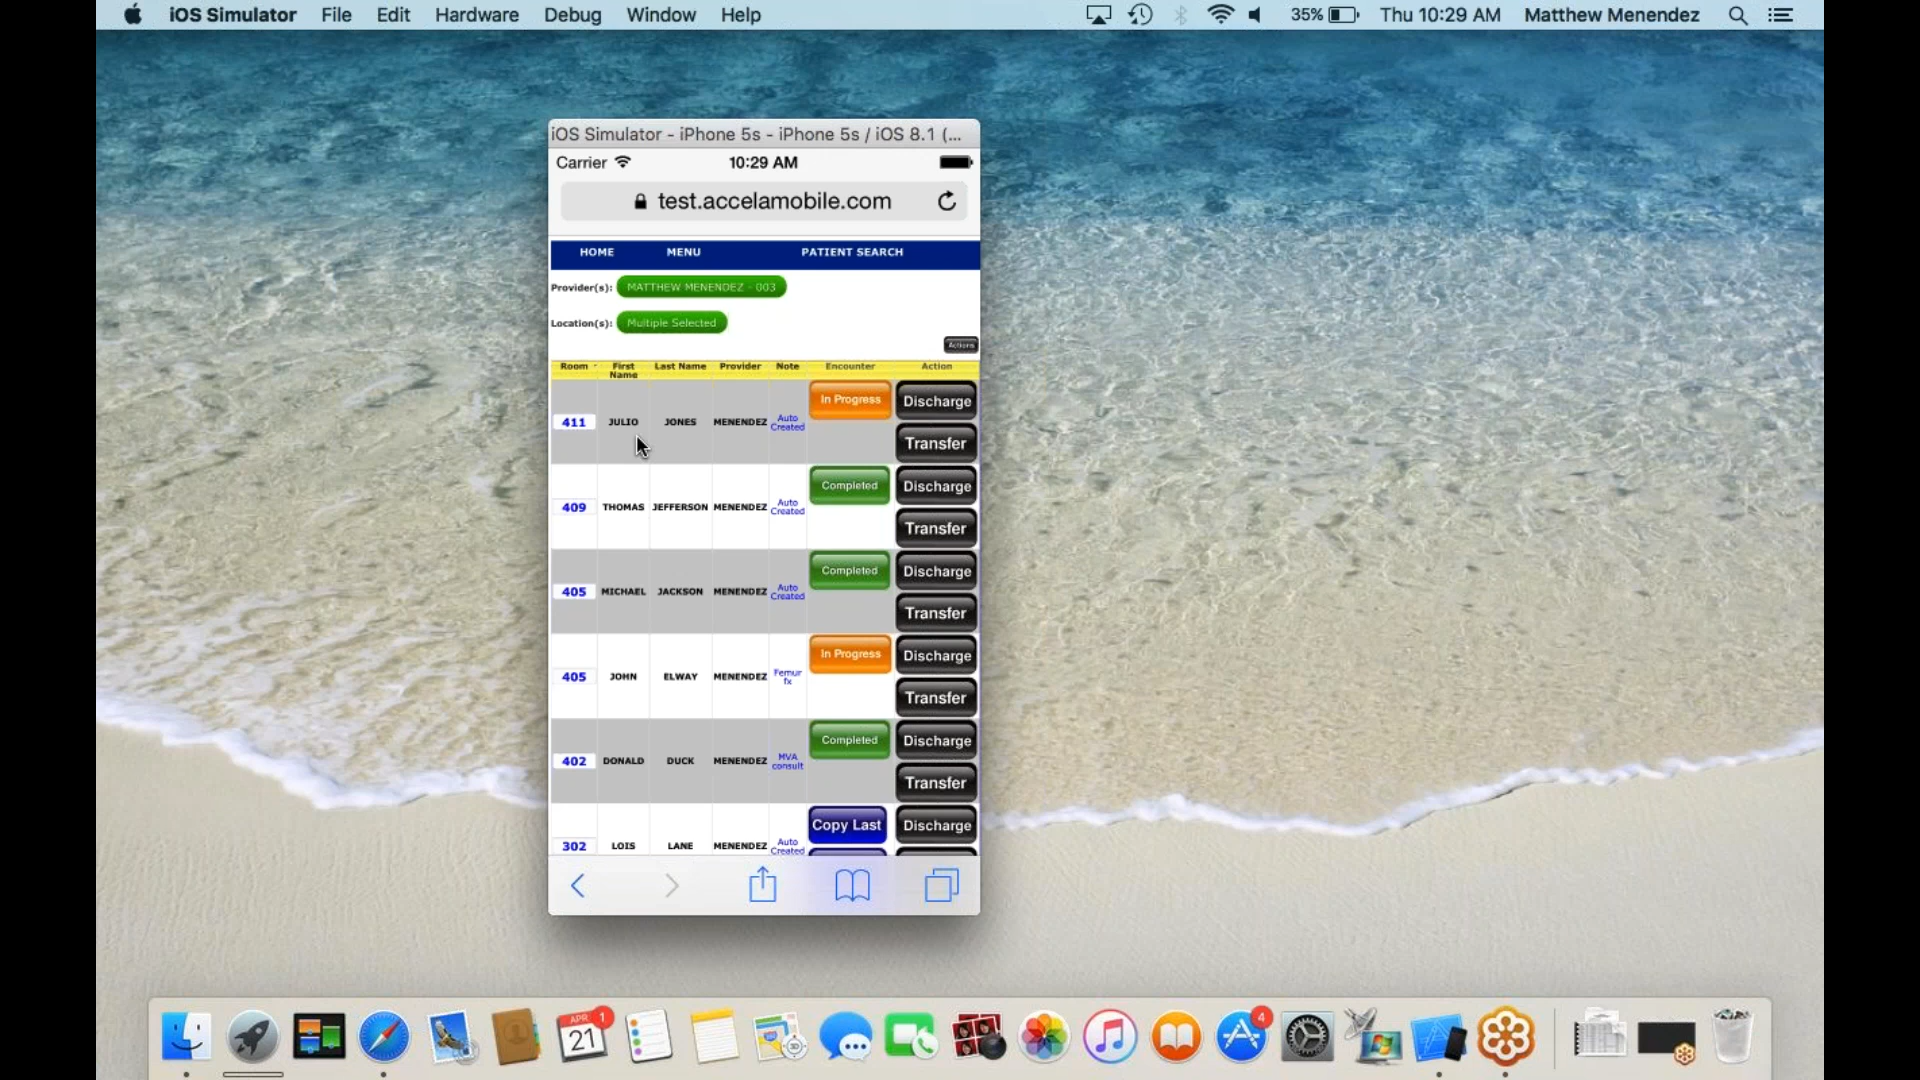 iOS Simulator File Edit Hardware Debug Window Help 35% Thu 10:29 AM Matthew Menendez
iOS Simulator - iPhone 5s - iPhone 5s / iOS 8.1 (...
Carrier 10:29 AM
test.accelamobile.com
HOME MENU PATIENT SEARCH
Provider(s): MATTHEW MENENDEZ - 003
Location(s): Multiple Selected
Actions
Room First Name Last Name Provider Note Encounter Action
411 JULIO JONES MENENDEZ Auto Created In Progress Discharge
Transfer
409 THOMAS JEFFERSON MENENDEZ Auto Created Completed Discharge
Transfer
405 MICHAEL JACKSON MENENDEZ Auto Created Completed Discharge
Transfer
405 JOHN ELWAY MENENDEZ Femur fx In Progress Discharge
Transfer
402 DONALD DUCK MENENDEZ MVA consult Completed Discharge
Transfer
302 LOIS LANE MENENDEZ Auto Created Copy Last Discharge
APR 21 1
3D
4